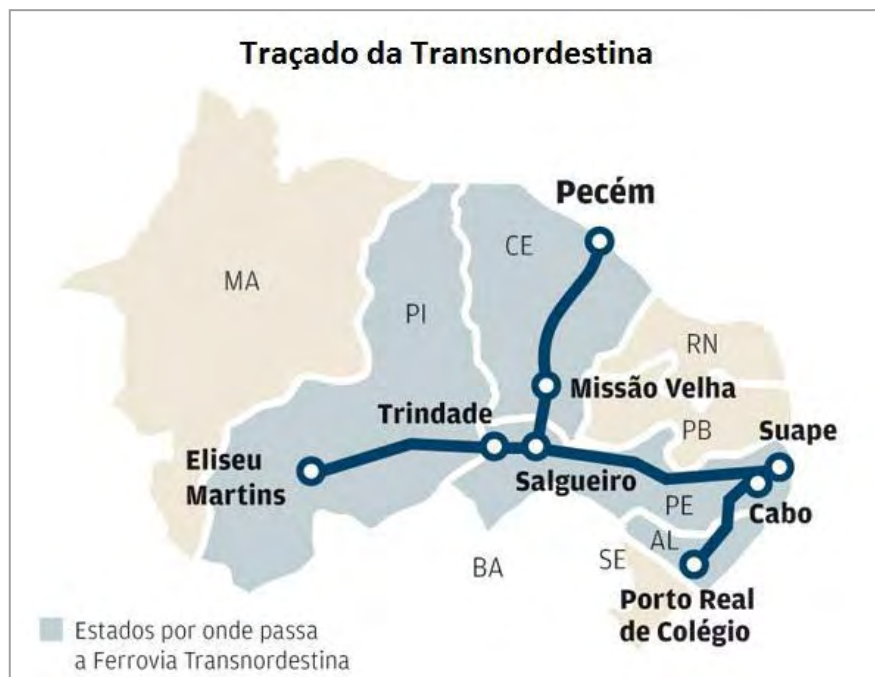 Traçado da Transnordestina
Pecém
CE
MA
PI
RN
Missão Velha
Trindade
PB
Suape
Eliseu
Martins
Salgueiro
PE
Cabo
AL
SE
BA
Porto Real
de Colégio
Estados por onde passa
a Ferrovia Transnordestina